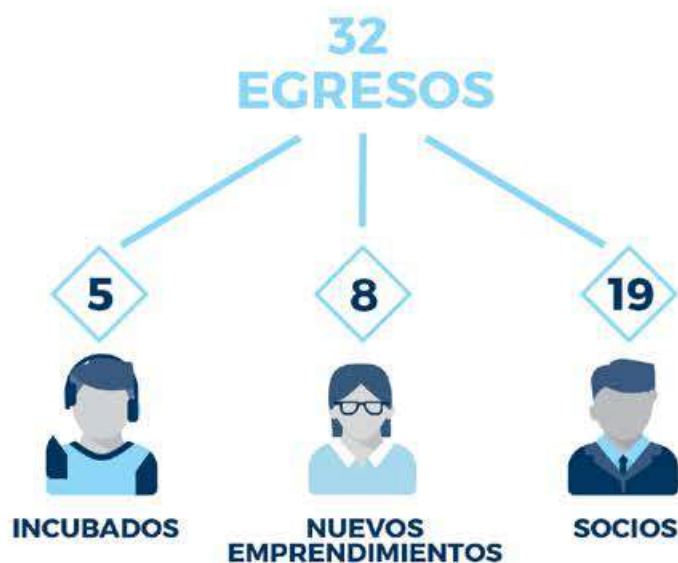 32
EGRESOS
5
8
19
INCUBADOS
NUEVOS
EMPRENDIMIENTOS
SOCIOS